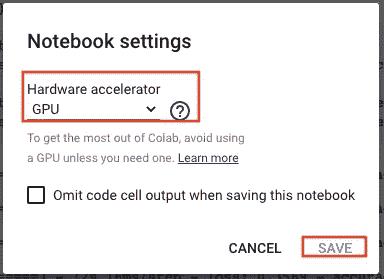 Notebook settings
Hardware accelerator
GPU
To get the most out of Colab, avoid using
a GPU unless you need one. Learn more
Omit code cell output when saving this notebook
CANCEL SAVE